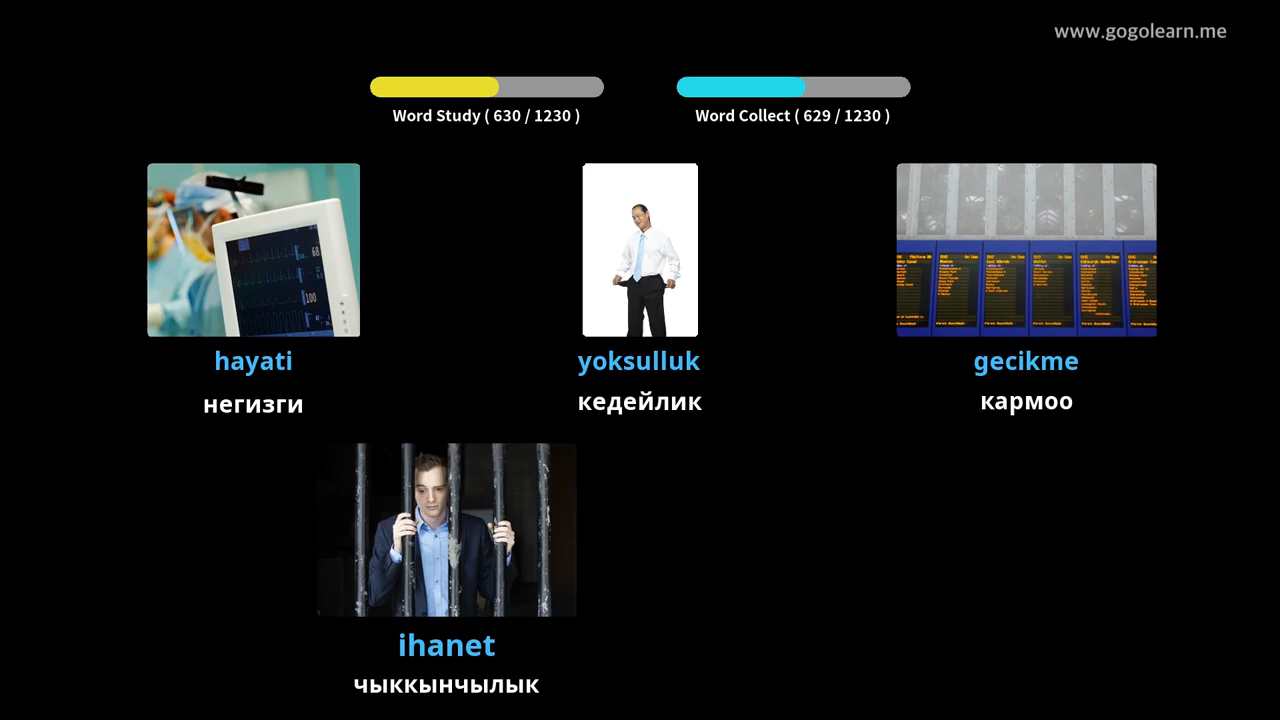 www.gogolearn.me
Word Study ( 630 / 1230 )
Word Collect ( 629 / 1230 )
hayati
негизги
yoksulluk
кедейлик
gecikme
кармоо
ihanet
чыккынчылык